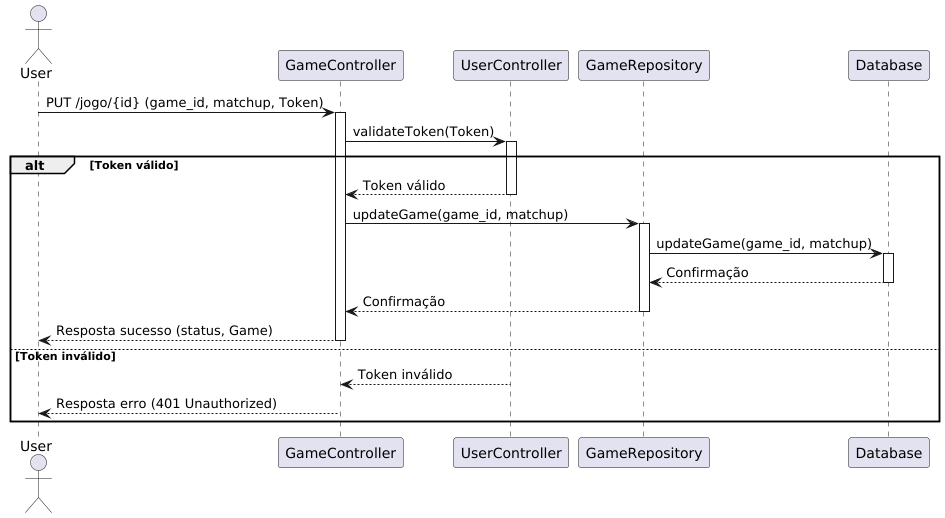 User
GameController
UserController
GameRepository
Database
PUT /jogo/{id} (game_id, matchup, Token)
validateToken(Token)
alt
[Token válido]
Token válido
updateGame(game_id, matchup)
updateGame(game_id, matchup)
Confirmação
Confirmação
Resposta sucesso (status, Game)
[Token inválido]
Token inválido
Resposta erro (401 Unauthorized)
User
GameController
UserController
GameRepository
Database